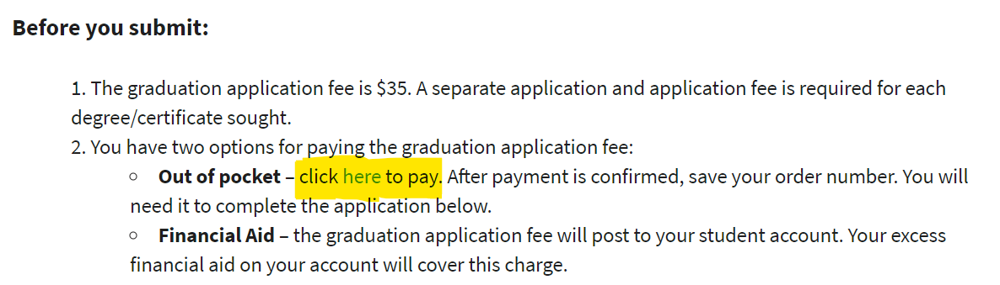 Before you submit:
1. The graduation application fee is $35. A separate application and application fee is required for each
degree/certificate sought.
2. You have two options for paying the graduation application fee:
○ Out of pocket – click here to pay. After payment is confirmed, save your order number. You will
need it to complete the application below.
○ Financial Aid – the graduation application fee will post to your student account. Your excess
financial aid on your account will cover this charge.